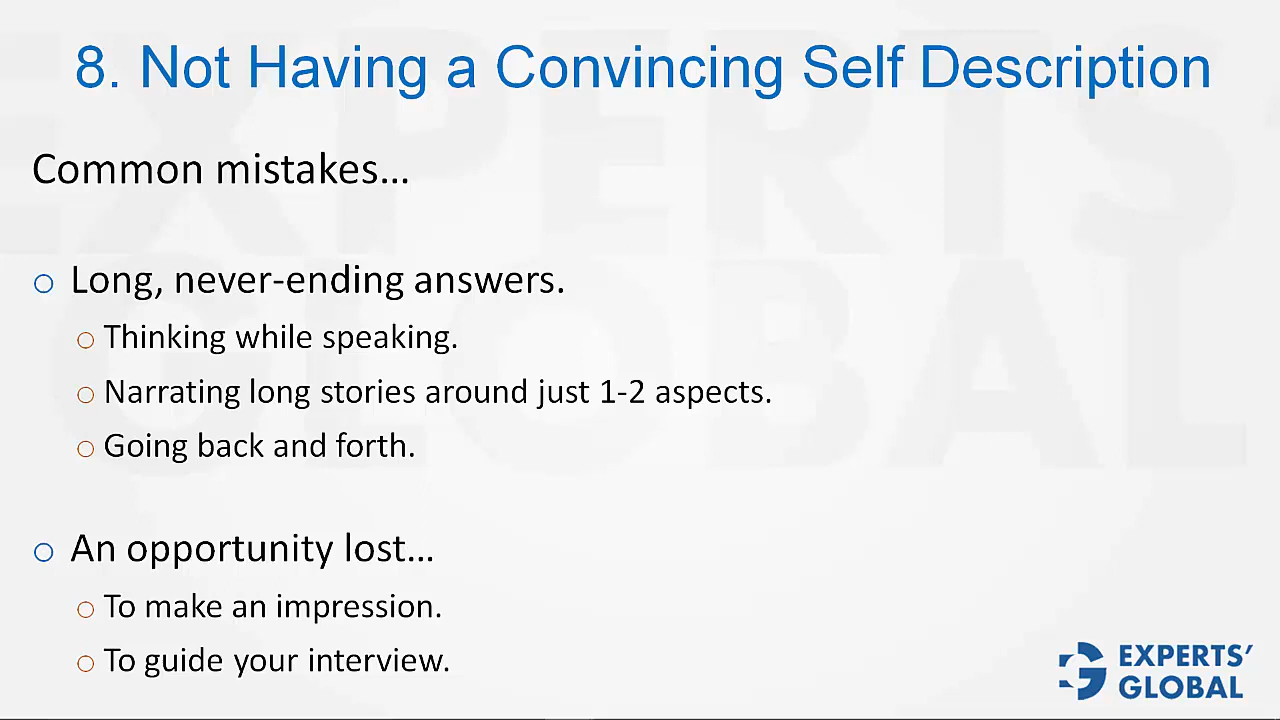 8. Not Having a Convincing Self Description
Common mistakes…
o Long, never-ending answers.
o Thinking while speaking.
o Narrating long stories around just 1-2 aspects.
o Going back and forth.
o An opportunity lost…
o To make an impression.
o To guide your interview.
EXPERTS'
GLOBAL
EXPERTS'
GLOBAL